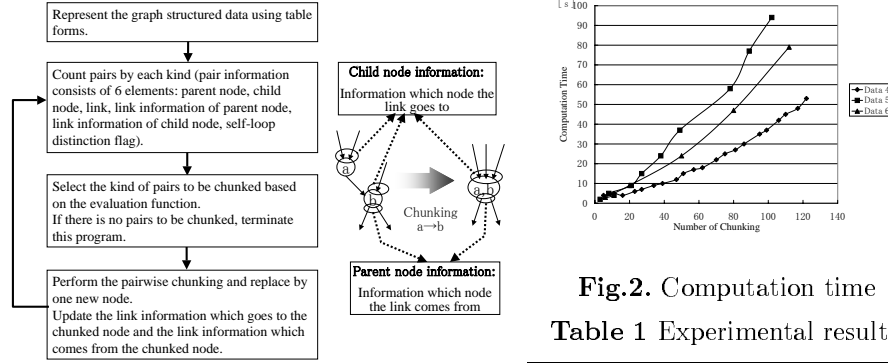 Represent the graph structured data using table
forms.
Count pairs by each kind (pair information
consists of 6 elements: parent node, child
node, link, link information of parent node,
link information of child node, self-loop
distinction flag).
Select the kind of pairs to be chunked based
on the evaluation function.
If there is no pairs to be chunked, terminate
this program.
Perform the pairwise chunking and replace by
one new node.
Update the link information which goes to the
chunked node and the link information which
comes from the chunked node.
Child node information:
Information which node the
link goes to
a
b
a b
Chunking
a→b
Parent node information:
Information which node
the link comes from
[s]
100
90
80
70
60
50
40
30
20
10
0
Computation Time
0 20 40 60 80 100 120 140
Number of Chunking
Data 4
Data 5
Data 6
Fig.2. Computation time
Table 1 Experimental result